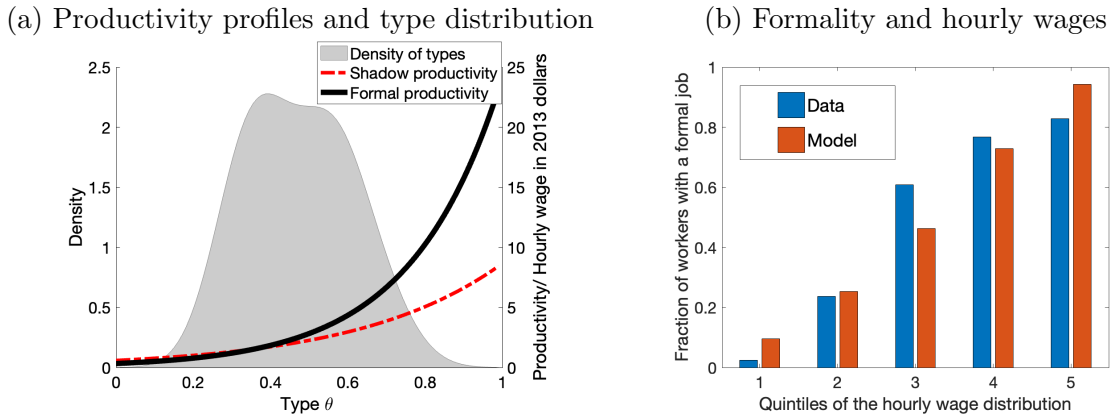 (a) Productivity profiles and type distribution
Density of types
Shadow productivity
Formal productivity
2.5
2
1.5
1
0.5
0
Density
25
20
15
10
5
0
Productivity/ Hourly wage in 2013 dollars
0
0.2
0.4
0.6
0.8
1
Type θ
(b) Formality and hourly wages
Data
Model
1
0.8
0.6
0.4
0.2
0
Fraction of workers with a formal job
1
2
3
4
5
Quintiles of the hourly wage distribution